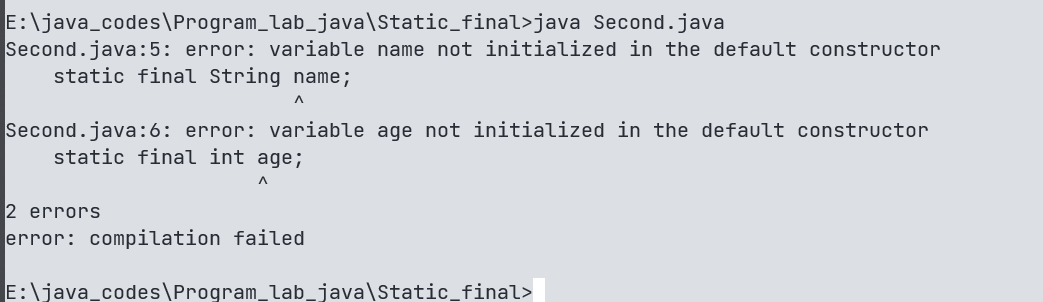 E:\java_codes\Program_lab_java\Static_final>java Second.java
Second.java:5: error: variable name not initialized in the default constructor
    static final String name;
                        ^
Second.java:6: error: variable age not initialized in the default constructor
    static final int age;
                     ^
2 errors
error: compilation failed

E:\java_codes\Program_lab_java\Static_final>